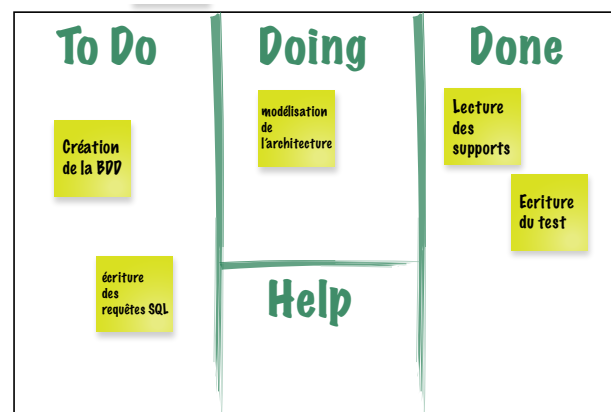 To Do
Création
de la BDD
écriture
des
requêtes SQL
Doing
modélisation
de
l'architecture
Help
Done
Lecture
des
supports
Ecriture
du test